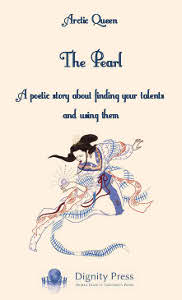 Arctic Queen
The Pearl
A poetic story about finding your talents
and using them
Dignity Press